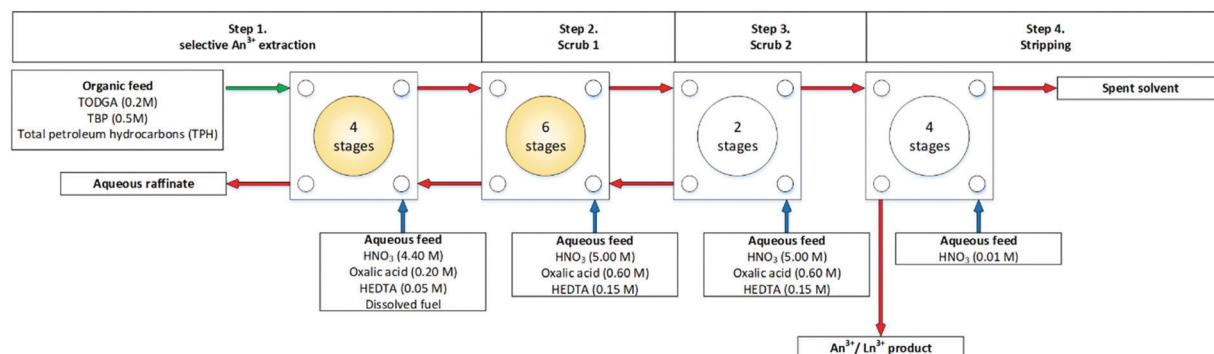 Step 1.
selective An³⁺ extraction
Step 2.
Scrub 1
Step 3.
Scrub 2
Step 4.
Stripping
Organic feed
TODGA (0.2M)
TBP (0.5M)
Total petroleum hydrocarbons (TPH)
4
stages
6
stages
2
stages
4
stages
Spent solvent
Aqueous raffinate
Aqueous feed
HNO₃ (4.40 M)
Oxalic acid (0.20 M)
HEDTA (0.05 M)
Dissolved fuel
Aqueous feed
HNO₃ (5.00 M)
Oxalic acid (0.60 M)
HEDTA (0.15 M)
Aqueous feed
HNO₃ (5.00 M)
Oxalic acid (0.60 M)
HEDTA (0.15 M)
Aqueous feed
HNO₃ (0.01 M)
An³⁺/ Ln³⁺ product